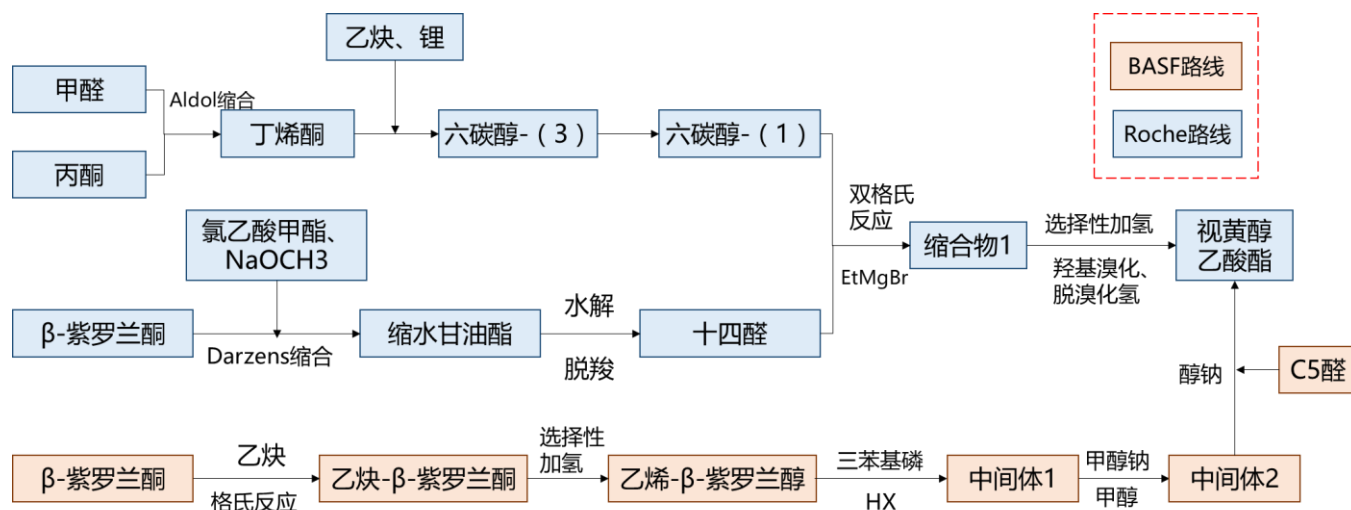 乙炔、锂
BASF路线
Roche路线
甲醛
Aldol缩合
丙酮
丁烯酮
六碳醇-（3）
六碳醇-（1）
双格氏
反应
EtMgBr
氯乙酸甲酯、
NaOCH3
缩合物1
选择性加氢
羟基溴化、
脱溴化氢
视黄醇
乙酸酯
β-紫罗兰酮
Darzens缩合
缩水甘油酯
水解
脱羧
十四醛
醇钠
C5醛
β-紫罗兰酮
乙炔
格氏反应
乙炔-β-紫罗兰酮
选择性
加氢
乙烯-β-紫罗兰醇
三苯基磷
HX
中间体1
甲醇钠
甲醇
中间体2